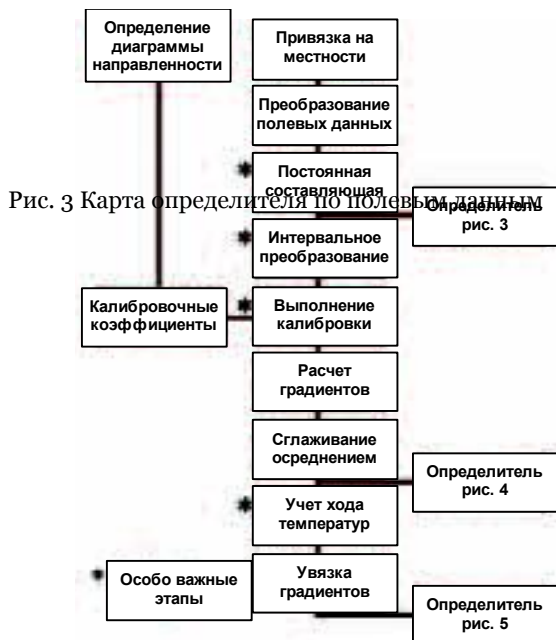 Определение
диаграммы
направленности
Привязка на
местности
Преобразование
полевых данных
* Постоянная
составляющая
Рис. 3 Карта определителя по полевым данным
Определитель
рис. 3
* Интервальное
преобразование
Калибровочные
коэффициенты
* Выполнение
калибровки
Расчет
градиентов
Сглаживание
осреднением
Определитель
рис. 4
* Учет хода
температур
* Особо важные
этапы
Увязка
градиентов
Определитель
рис. 5